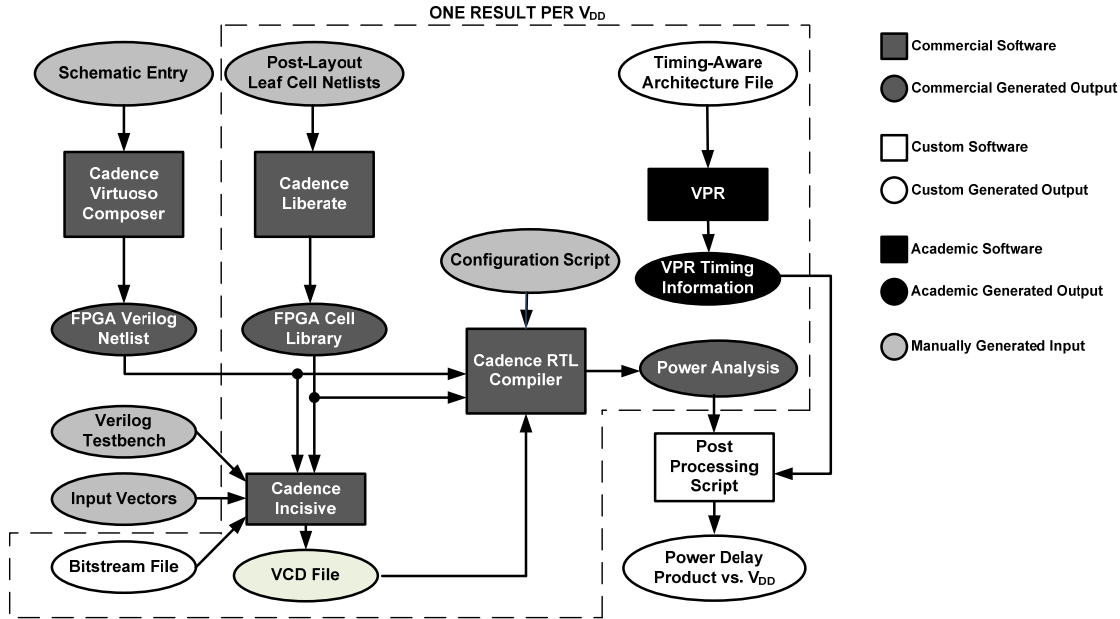 ONE RESULT PER VDD
Schematic Entry
Post-Layout
Leaf Cell Netlists
Timing-Aware
Architecture File
Cadence
Virtuoso
Composer
Cadence
Liberate
VPR
Configuration Script
VPR Timing
Information
FPGA Verilog
Netlist
FPGA Cell
Library
Cadence RTL
Compiler
Power Analysis
Verilog
Testbench
Input Vectors
Bitstream File
Cadence
Incisive
VCD File
Post
Processing
Script
Power Delay
Product vs. VDD
Commercial Software
Commercial Generated Output
Custom Software
Custom Generated Output
Academic Software
Academic Generated Output
Manually Generated Input